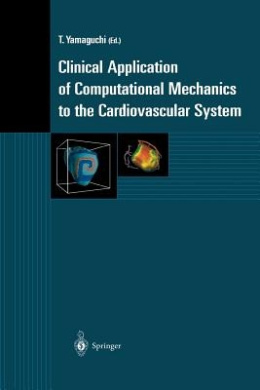 T. Yamaguchi (Ed.)
Clinical Application
of Computational Mechanics
to the Cardiovascular System
Springer